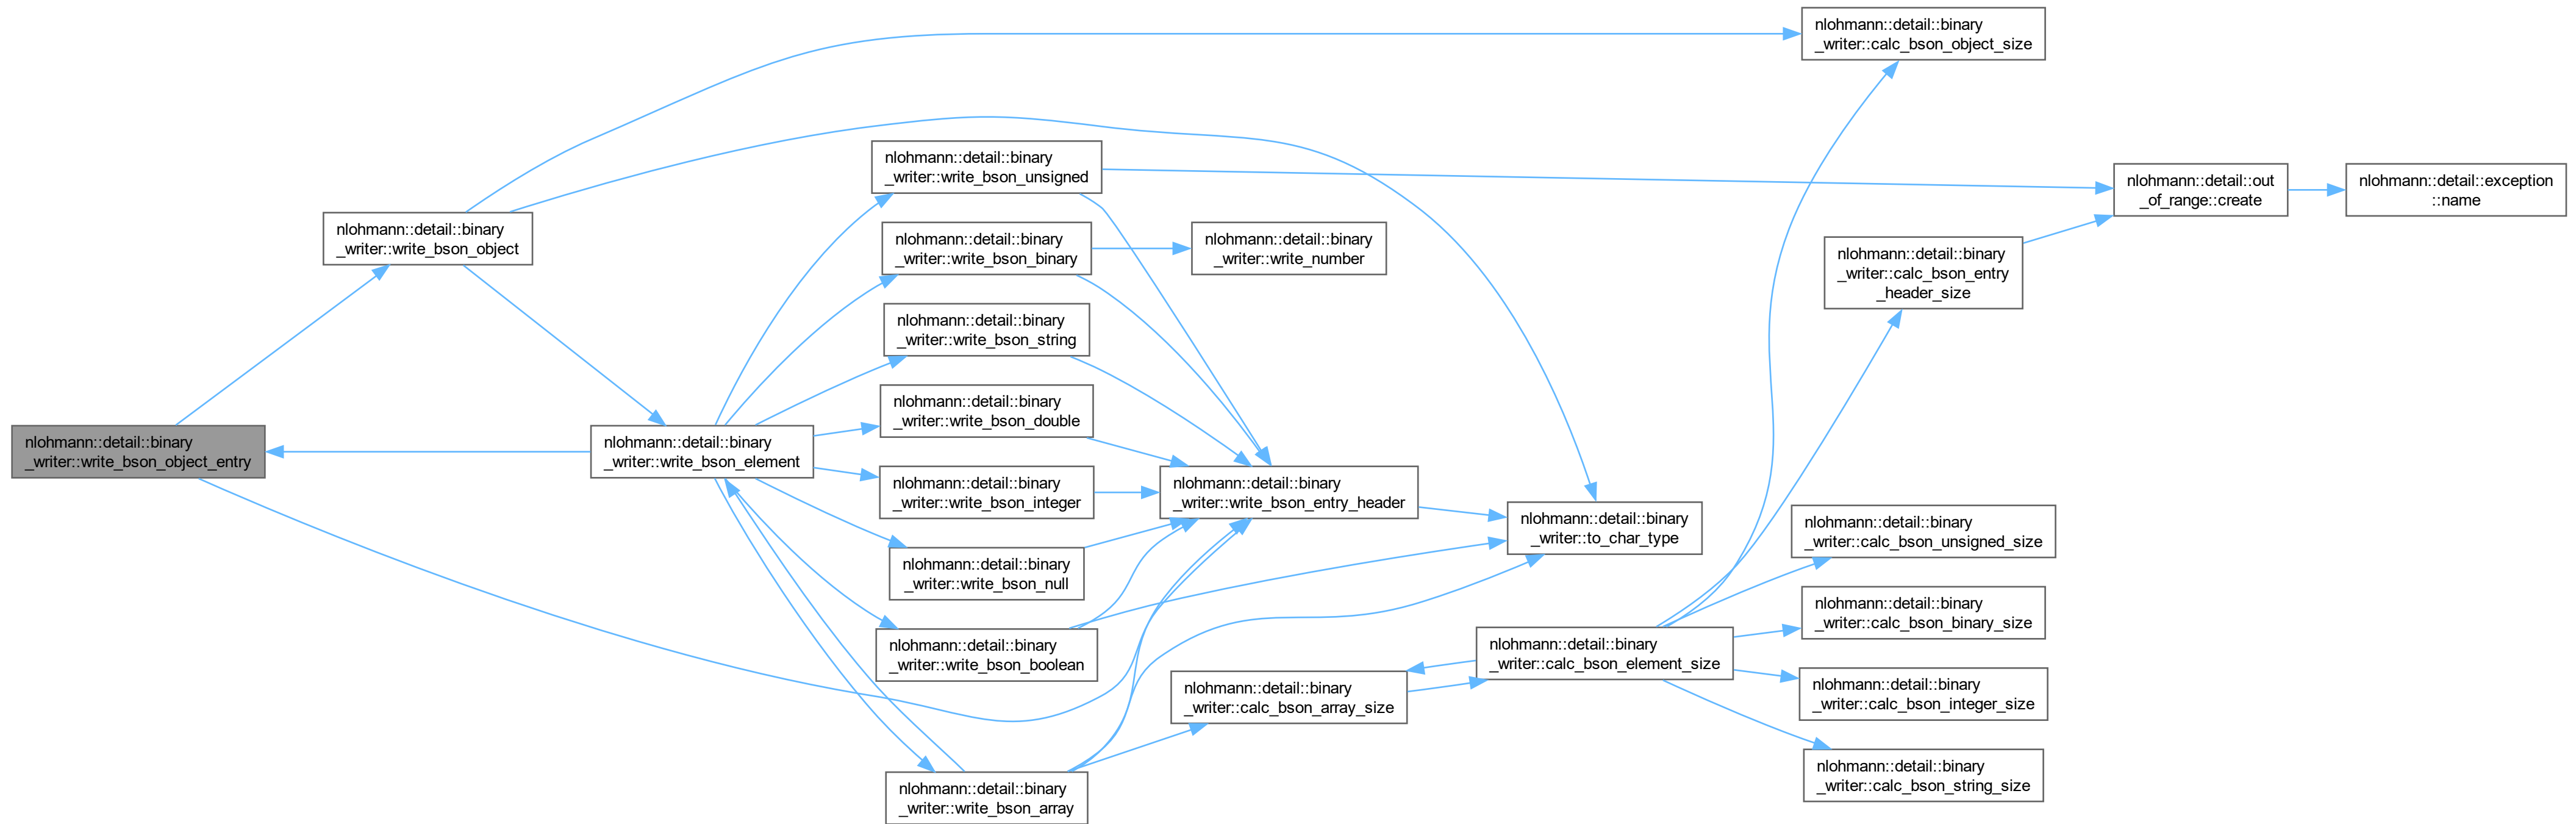 nlohmann::detail::binary
_writer::write_bson_object_entry
nlohmann::detail::binary
_writer::write_bson_object
nlohmann::detail::binary
_writer::write_bson_element
nlohmann::detail::binary
_writer::write_bson_unsigned
nlohmann::detail::binary
_writer::write_bson_binary
nlohmann::detail::binary
_writer::write_bson_string
nlohmann::detail::binary
_writer::write_bson_double
nlohmann::detail::binary
_writer::write_bson_integer
nlohmann::detail::binary
_writer::write_bson_null
nlohmann::detail::binary
_writer::write_bson_boolean
nlohmann::detail::binary
_writer::write_bson_array
nlohmann::detail::binary
_writer::write_number
nlohmann::detail::binary
_writer::write_bson_entry_header
nlohmann::detail::binary
_writer::calc_bson_array_size
nlohmann::detail::binary
_writer::to_char_type
nlohmann::detail::binary
_writer::calc_bson_element_size
nlohmann::detail::binary
_writer::calc_bson_object_size
nlohmann::detail::binary
_writer::calc_bson_entry
_header_size
nlohmann::detail::binary
_writer::calc_bson_unsigned_size
nlohmann::detail::binary
_writer::calc_bson_binary_size
nlohmann::detail::binary
_writer::calc_bson_integer_size
nlohmann::detail::binary
_writer::calc_bson_string_size
nlohmann::detail::out
_of_range::create
nlohmann::detail::exception
::name